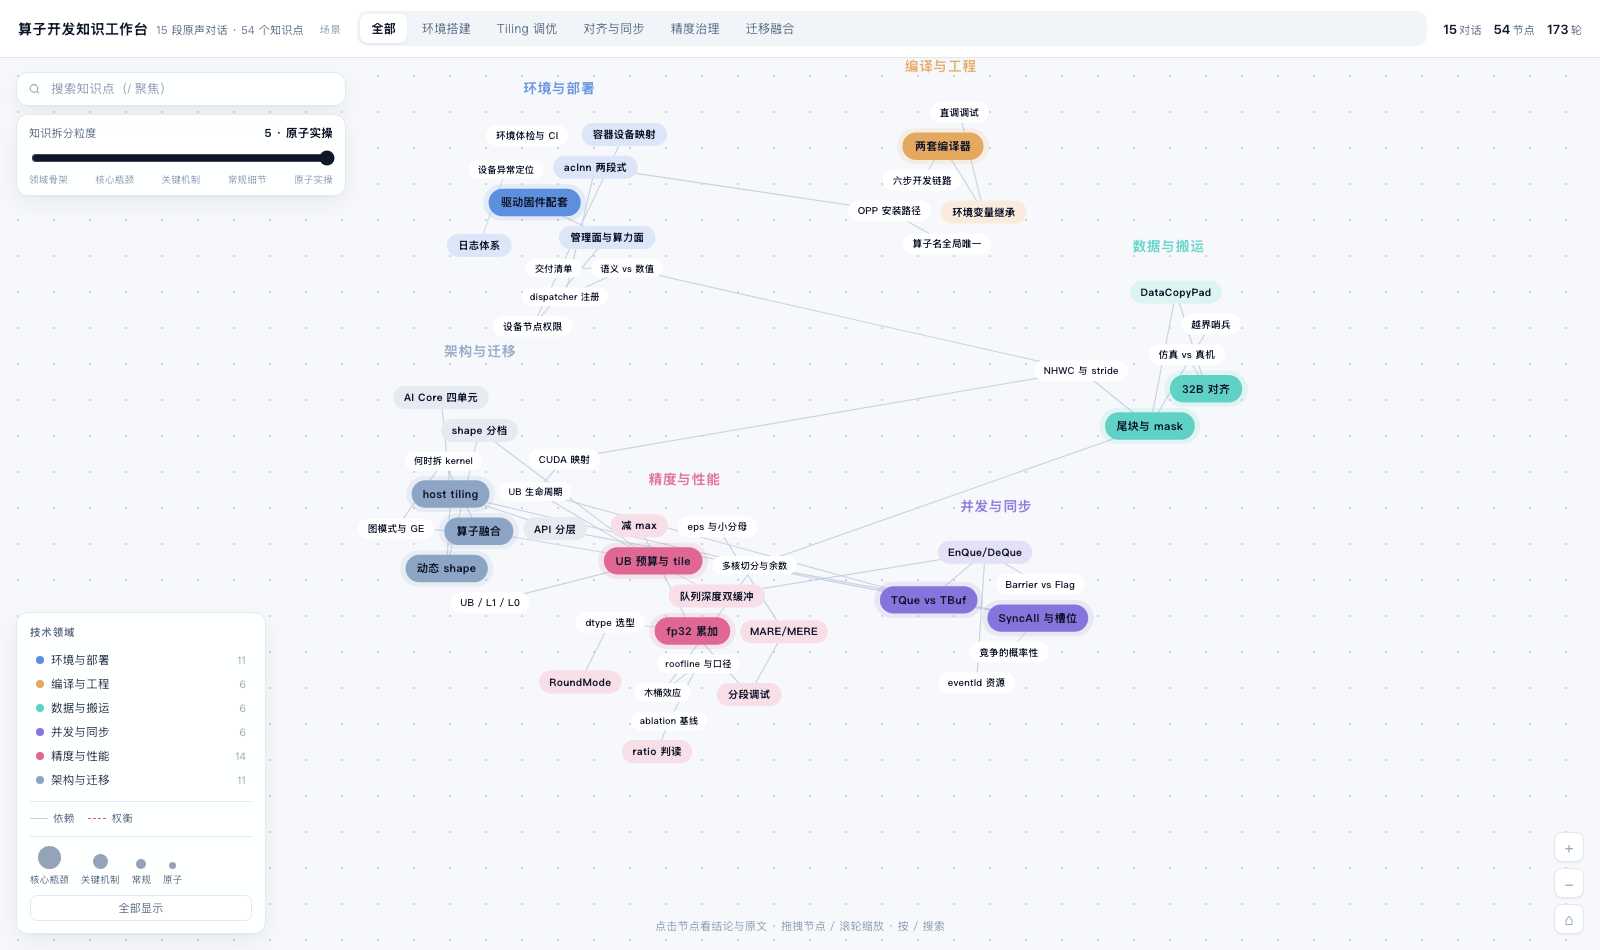 算子开发知识工作台
15 段原声对话 · 54 个知识点
场景
全部
环境搭建
Tiling 调优
对齐与同步
精度治理
迁移融合
15 对话
54 节点
173 轮
搜索知识点（/ 聚焦）
知识拆分粒度
5 · 原子实操
领域骨架
核心瓶颈
关键机制
常规细节
原子实操
编译与工程
环境与部署
直调调试
环境体检与 CI
容器设备映射
两套编译器
设备异常定位
aclnn 两段式
六步开发链路
驱动固件配套
OPP 安装路径
环境变量继承
日志体系
管理面与算力面
算子名全局唯一
数据与搬运
交付清单
语义 vs 数值
dispatcher 注册
DataCopyPad
设备节点权限
越界哨兵
架构与迁移
仿真 vs 真机
NHWC 与 stride
32B 对齐
AI Core 四单元
尾块与 mask
shape 分档
何时拆 kernel
CUDA 映射
精度与性能
host tiling
UB 生命周期
并发与同步
图模式与 GE
算子融合
API 分层
减 max
eps 与小分母
EnQue/DeQue
动态 shape
UB 预算与 tile
多核切分与余数
Barrier vs Flag
UB / L1 / L0
队列深度双缓冲
TQue vs TBuf
SyncAll 与槽位
dtype 选型
fp32 累加
MARE/MERE
竞争的概率性
roofline 与口径
RoundMode
木桶效应
分段调试
eventId 资源
ablation 基线
ratio 判读
技术领域
环境与部署 11
编译与工程 6
数据与搬运 6
并发与同步 6
精度与性能 14
架构与迁移 11
依赖
权衡
核心瓶颈
关键机制
常规
原子
全部显示
点击节点看结论与原文 · 拖拽节点 / 滚轮缩放 · 按 / 搜索
+
−
⌂